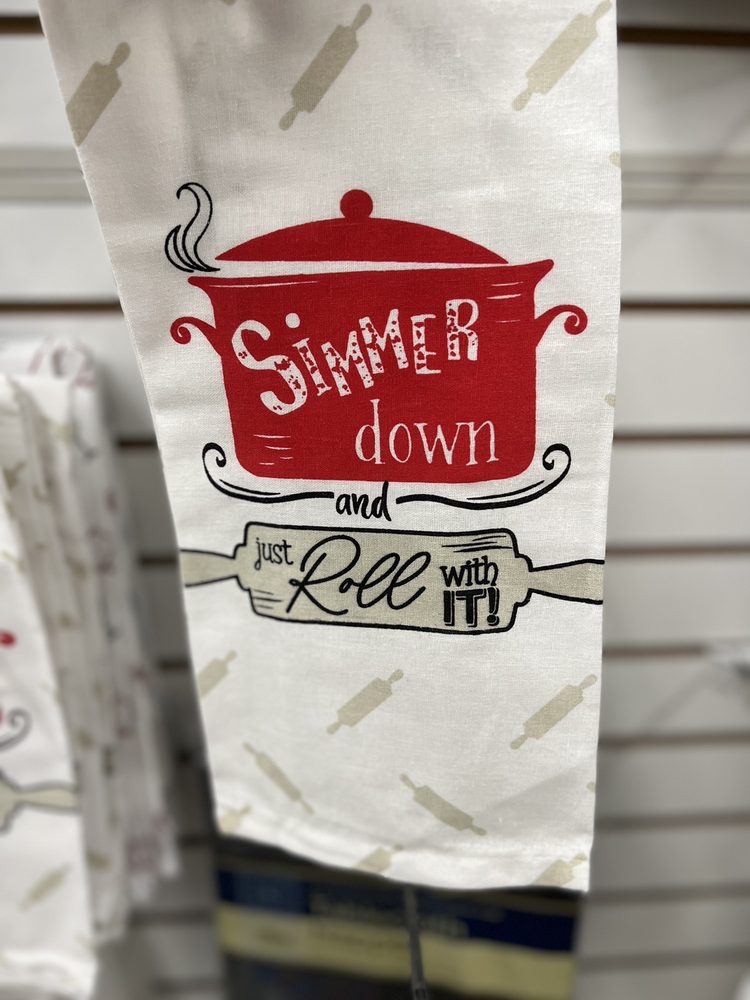 SiMMER
down
and
just Roll with
IT!